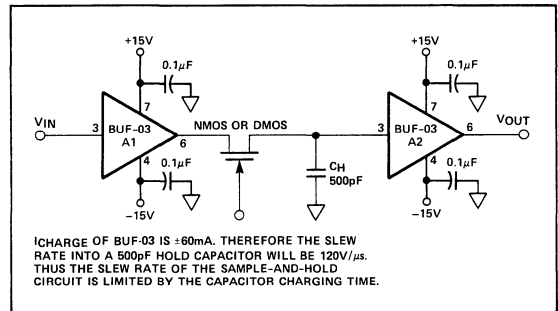 +15V
+15V
0.1μF
0.1μF
7
7
VIN
3
BUF-03
A1
6
4
NMOS OR DMOS
3
BUF-03
A2
6
4
VOUT
0.1μF
CH
500pF
0.1μF
−15V
−15V
ICHARGE OF BUF-03 IS ±60mA. THEREFORE THE SLEW
RATE INTO A 500pF HOLD CAPACITOR WILL BE 120V/μs.
THUS THE SLEW RATE OF THE SAMPLE-AND-HOLD
CIRCUIT IS LIMITED BY THE CAPACITOR CHARGING TIME.